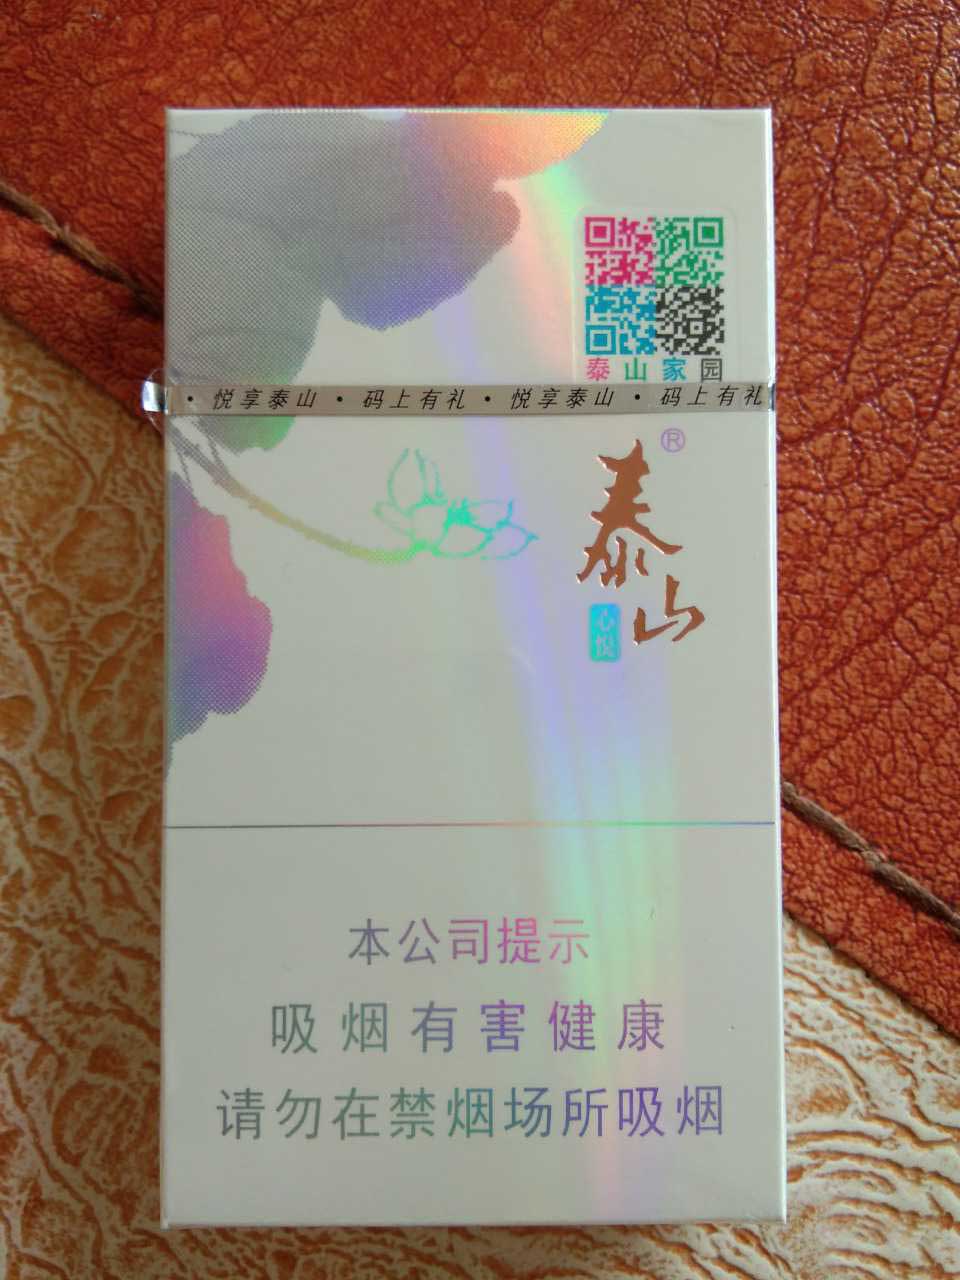 泰山家园
· 悦享泰山 · 码上有礼 · 悦享泰山 · 码上有礼
泰山®
心悦
本公司提示
吸烟有害健康
请勿在禁烟场所吸烟